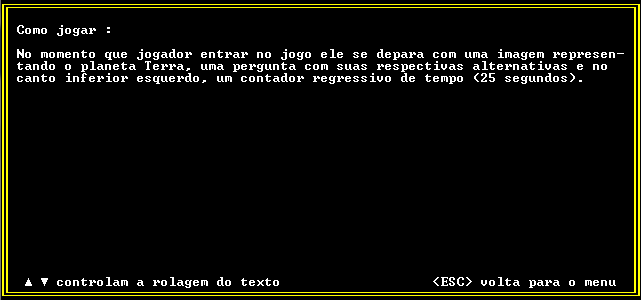 Como jogar :
No momento que jogador entrar no jogo ele se depara com uma imagem represen-
tando o planeta Terra, uma pergunta com suas respectivas alternativas e no
canto inferior esquerdo, um contador regressivo de tempo (25 segundos).
▲ ▼ controlam a rolagem do texto <ESC> volta para o menu